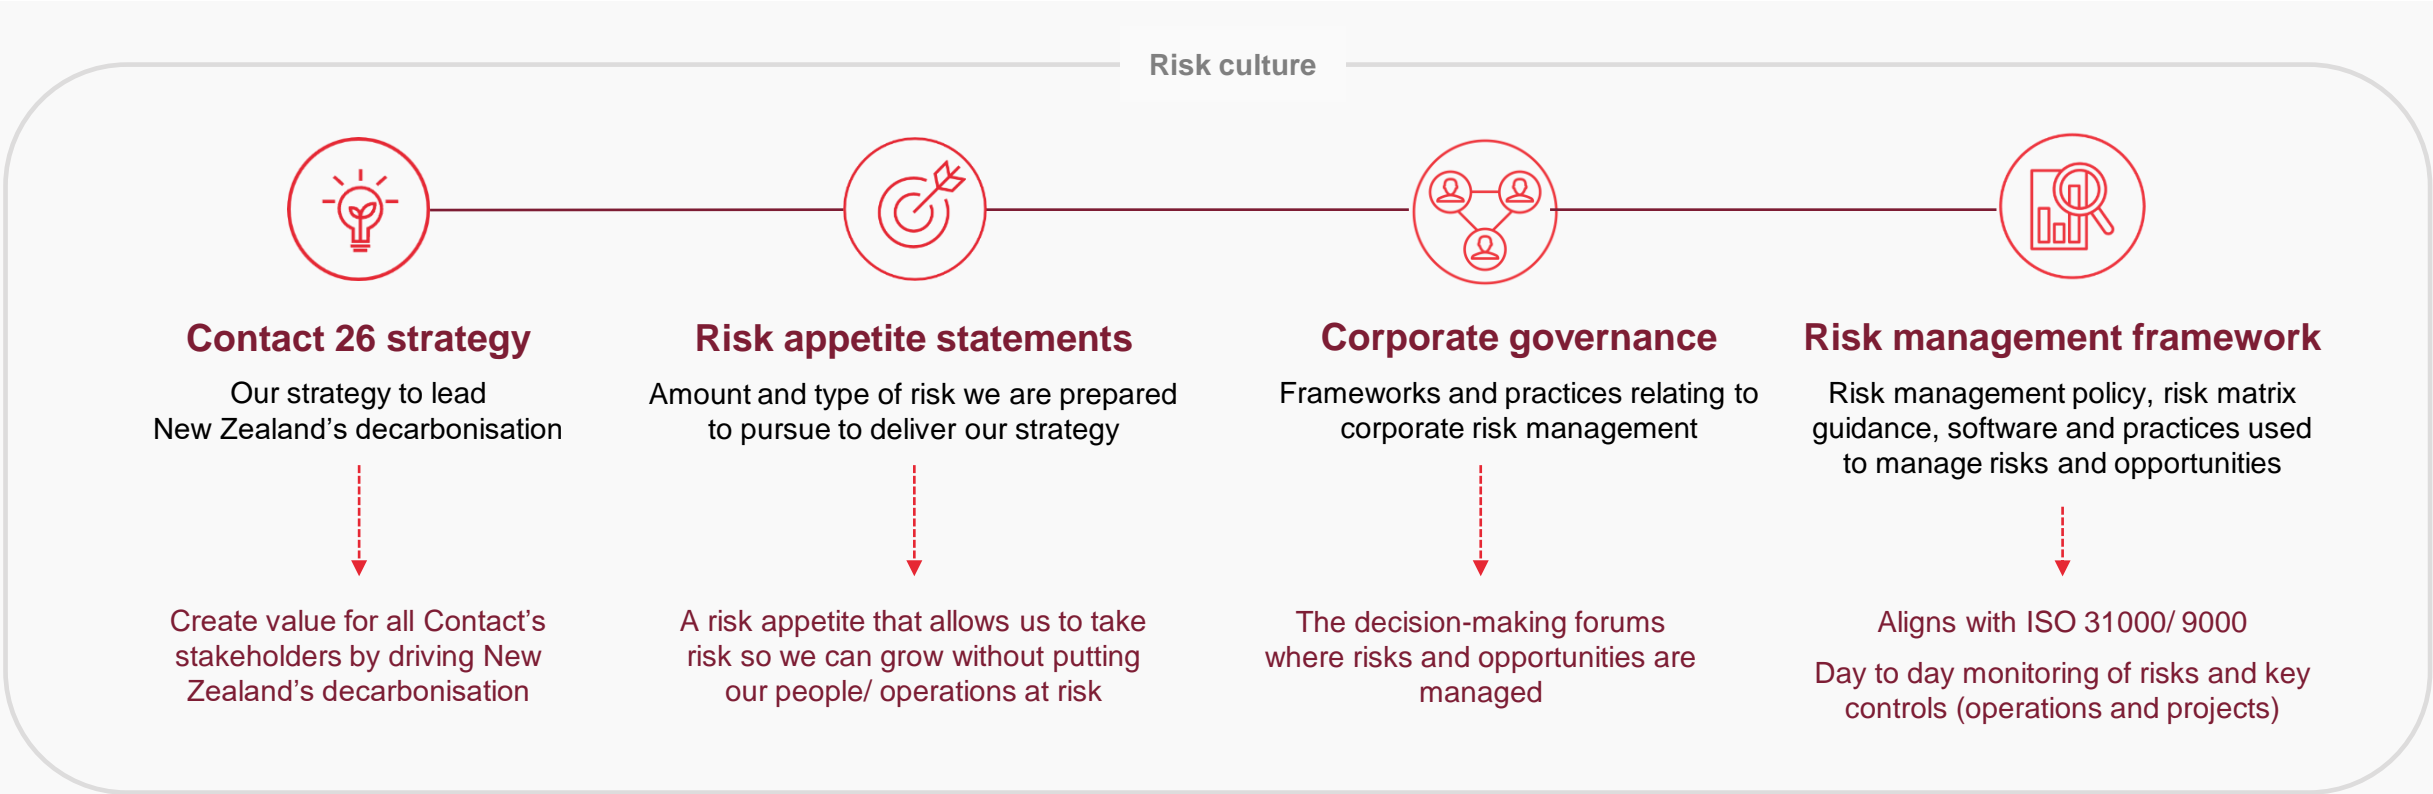 Risk culture
Contact 26 strategy
Our strategy to lead
New Zealand’s decarbonisation
Create value for all Contact’s
stakeholders by driving New
Zealand’s decarbonisation
Risk appetite statements
Amount and type of risk we are prepared
to pursue to deliver our strategy
A risk appetite that allows us to take
risk so we can grow without putting
our people/ operations at risk
Corporate governance
Frameworks and practices relating to
corporate risk management
The decision-making forums
where risks and opportunities are
managed
Risk management framework
Risk management policy, risk matrix
guidance, software and practices used
to manage risks and opportunities
Aligns with ISO 31000/ 9000
Day to day monitoring of risks and key
controls (operations and projects)